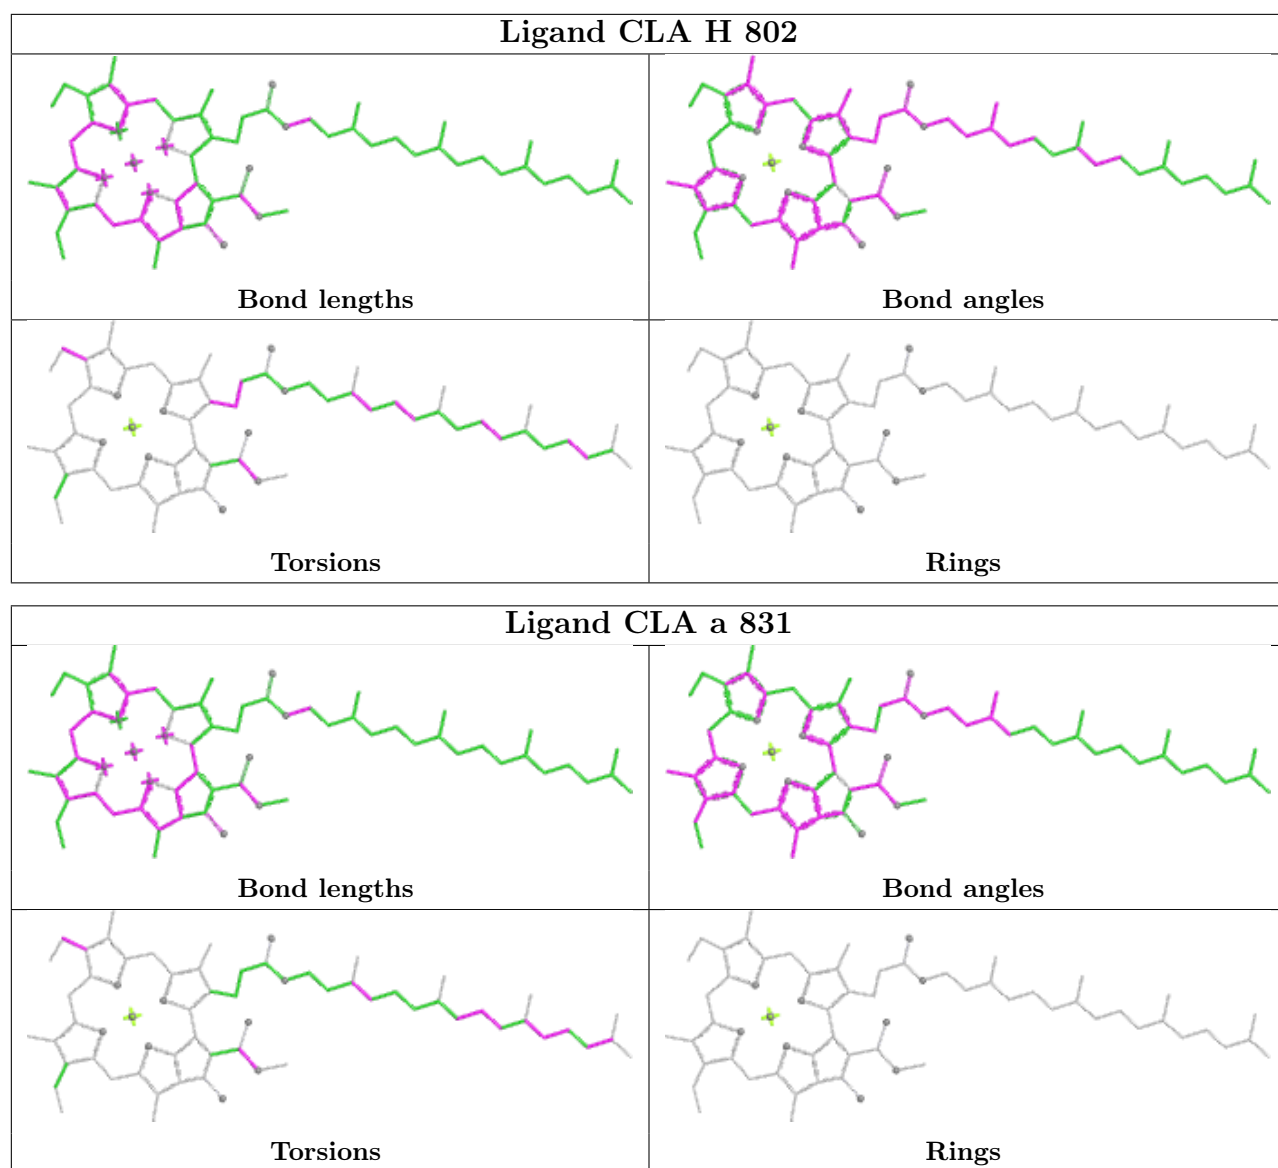 Ligand CLA H 802
Bond lengths
Bond angles
Torsions
Rings
Ligand CLA a 831
Bond lengths
Bond angles
Torsions
Rings